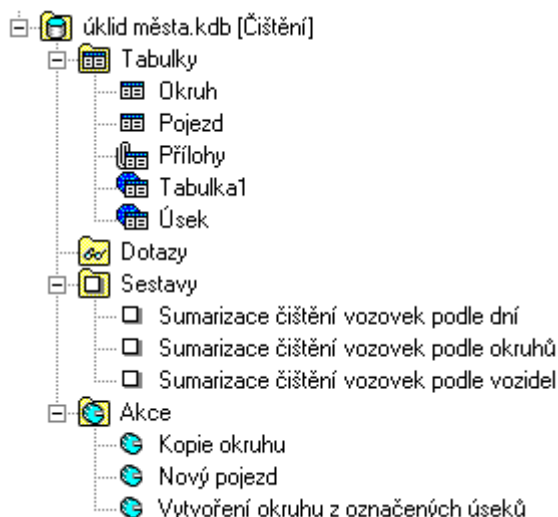 úklid města.kdb [Čištění]
Tabulky
Okruh
Pojezd
Přílohy
Tabulka1
Úsek
Dotazy
Sestavy
Sumarizace čištění vozovek podle dní
Sumarizace čištění vozovek podle okruhů
Sumarizace čištění vozovek podle vozidel
Akce
Kopie okruhu
Nový pojezd
Vytvoření okruhu z označených úseků